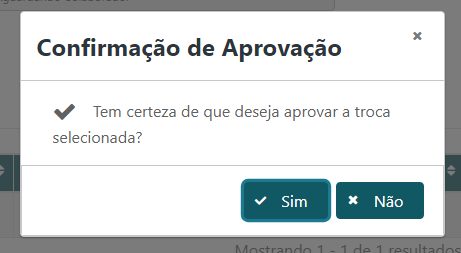 Confirmação de Aprovação
Tem certeza de que deseja aprovar a troca
selecionada?
Sim
Não
Mostrando 1 - 1 de 1 resultados